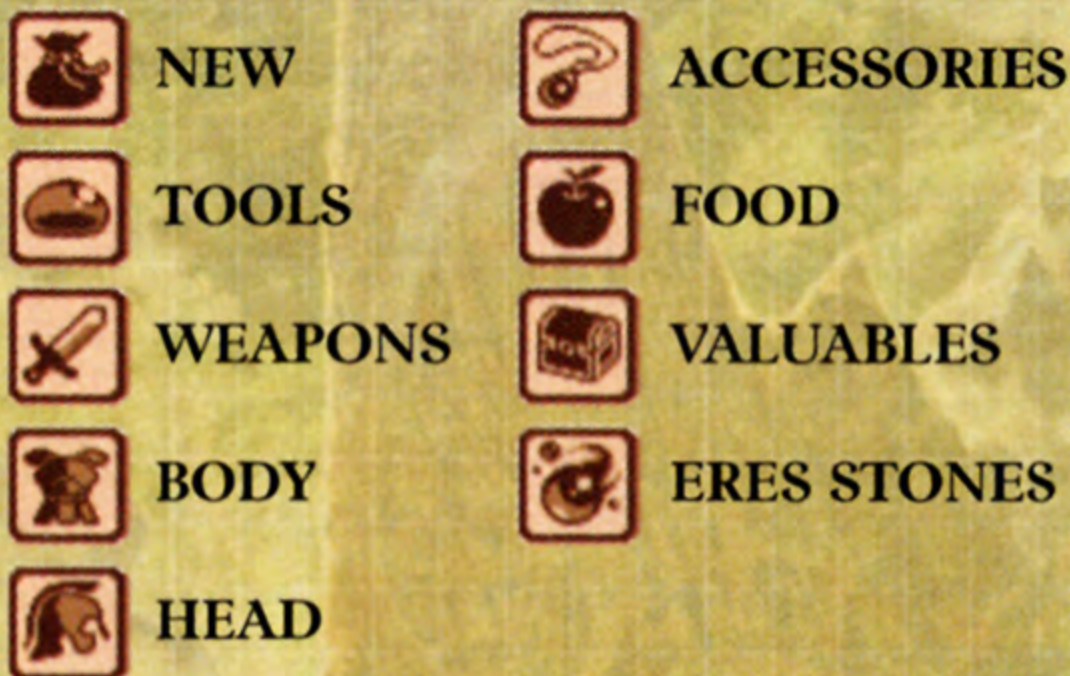 NEW
TOOLS
WEAPONS
BODY
HEAD
ACCESSORIES
FOOD
VALUABLES
ERES STONES